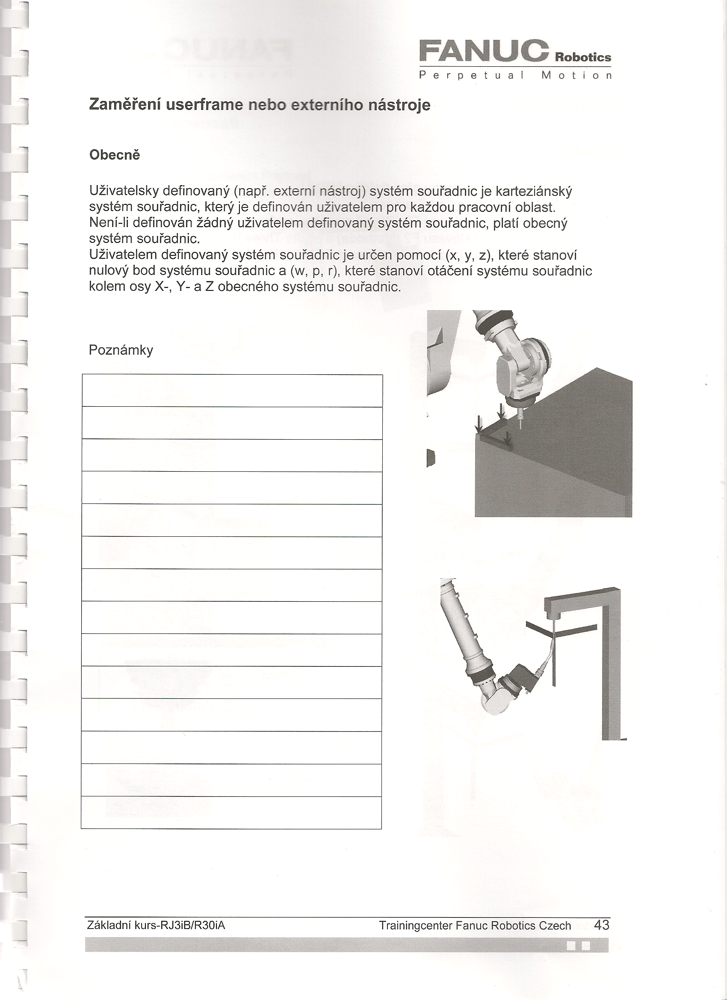 FANUC Robotics
Perpetual Motion
Zaměření userframe nebo externího nástroje
Obecně
Uživatelsky definovaný (např. externí nástroj) systém souřadnic je karteziánský
systém souřadnic, který je definován uživatelem pro každou pracovní oblast.
Není-li definován žádný uživatelem definovaný systém souřadnic, platí obecný
systém souřadnic.
Uživatelem definovaný systém souřadnic je určen pomocí (x, y, z), které stanoví
nulový bod systému souřadnic a (w, p, r), které stanoví otáčení systému souřadnic
kolem osy X-, Y- a Z obecného systému souřadnic.
Poznámky
Základní kurs-RJ3iB/R30iA Trainingcenter Fanuc Robotics Czech 43